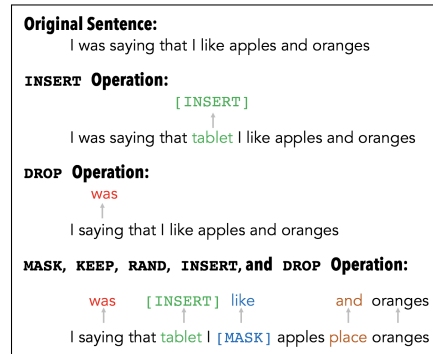 Original Sentence:
I was saying that I like apples and oranges
INSERT Operation:
[INSERT]
I was saying that tablet I like apples and oranges
DROP Operation:
was
I saying that I like apples and oranges
MASK, KEEP, RAND, INSERT, and DROP Operation:
was [INSERT] like and oranges
I saying that tablet I [MASK] apples place oranges